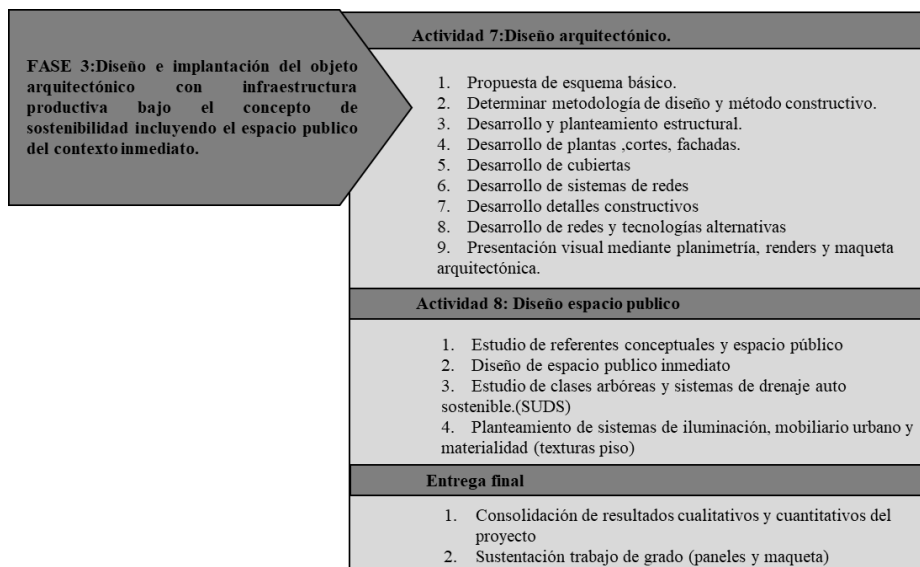 FASE 3:Diseño e implantación del objeto
arquitectónico con infraestructura
productiva bajo el concepto de
sostenibilidad incluyendo el espacio publico
del contexto inmediato.
Actividad 7:Diseño arquitectónico.
1. Propuesta de esquema básico.
2. Determinar metodología de diseño y método constructivo.
3. Desarrollo y planteamiento estructural.
4. Desarrollo de plantas ,cortes, fachadas.
5. Desarrollo de cubiertas
6. Desarrollo de sistemas de redes
7. Desarrollo detalles constructivos
8. Desarrollo de redes y tecnologías alternativas
9. Presentación visual mediante planimetría, renders y maqueta
arquitectónica.
Actividad 8: Diseño espacio publico
1. Estudio de referentes conceptuales y espacio público
2. Diseño de espacio publico inmediato
3. Estudio de clases arbóreas y sistemas de drenaje auto
sostenible.(SUDS)
4. Planteamiento de sistemas de iluminación, mobiliario urbano y
materialidad (texturas piso)
Entrega final
1. Consolidación de resultados cualitativos y cuantitativos del
proyecto
2. Sustentación trabajo de grado (paneles y maqueta)